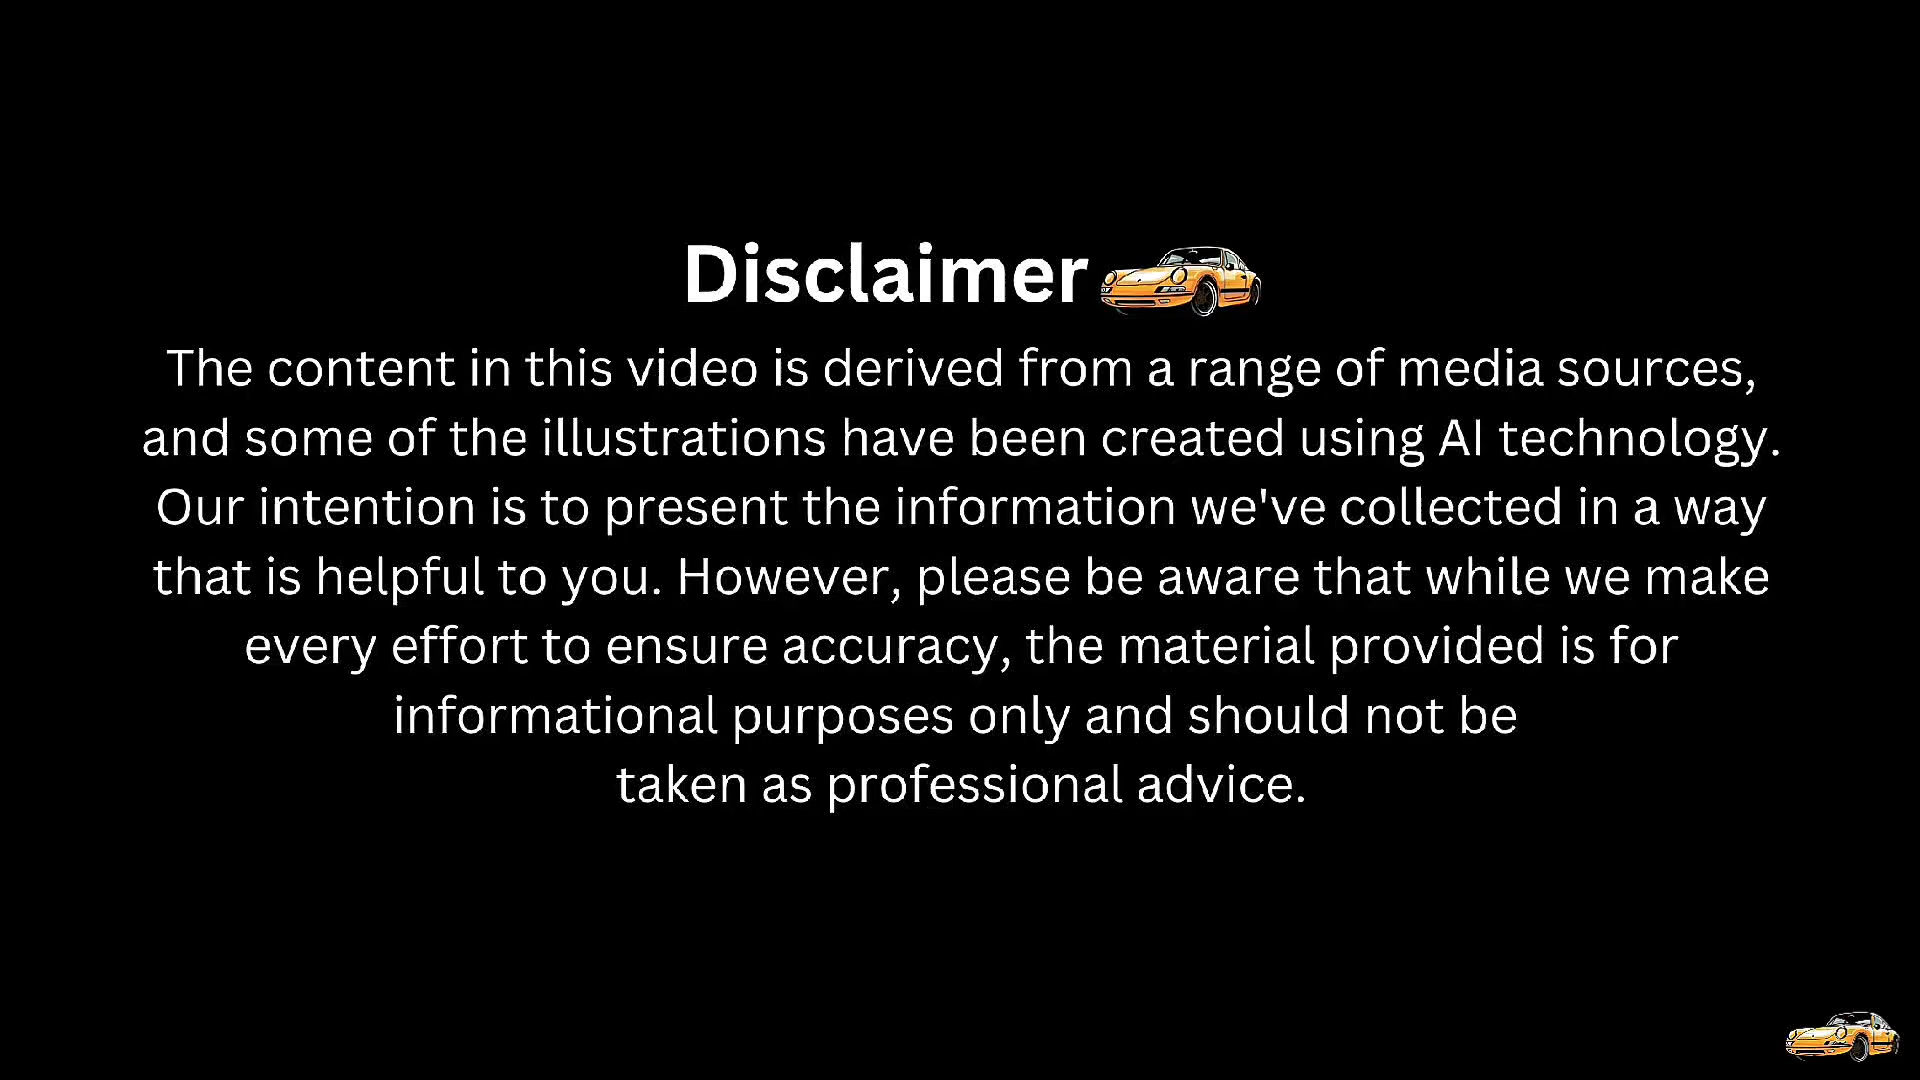 Disclaimer
The content in this video is derived from a range of media sources,
and some of the illustrations have been created using AI technology.
Our intention is to present the information we've collected in a way
that is helpful to you. However, please be aware that while we make
every effort to ensure accuracy, the material provided is for
informational purposes only and should not be
taken as professional advice.